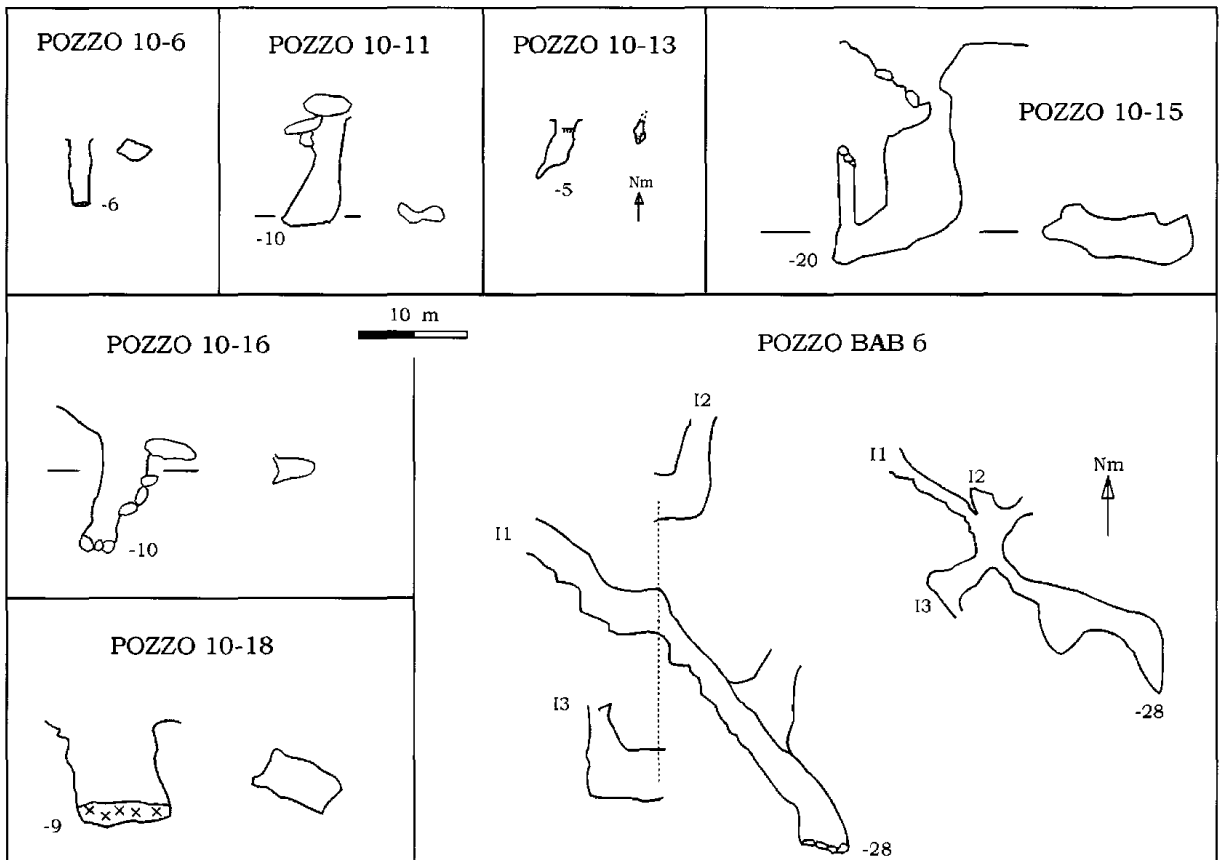 POZZO 10-6
-6
POZZO 10-11
-10
POZZO 10-13
-5
Nm
POZZO 10-15
-20
10 m
POZZO 10-16
-10
POZZO 10-18
-9
POZZO BAB 6
I2
I1
I3
-28
I1
I2
I3
Nm
-28